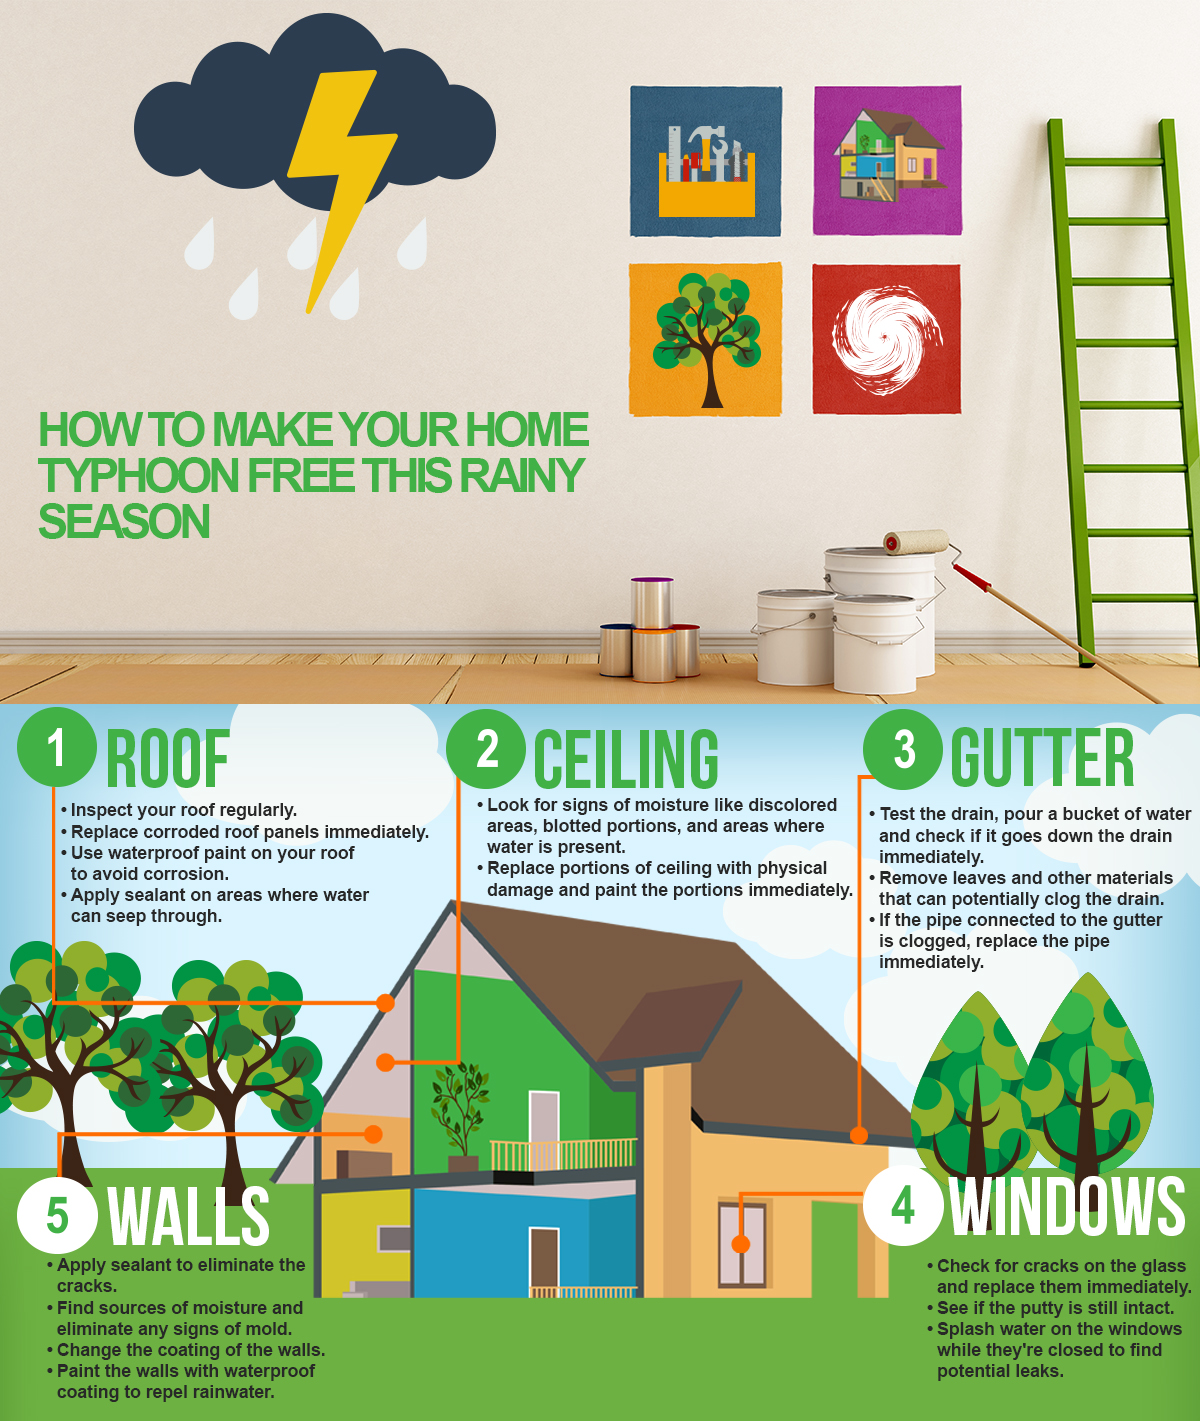 HOW TO MAKE YOUR HOME
TYPHOON FREE THIS RAINY
SEASON
1 ROOF
• Inspect your roof regularly.
• Replace corroded roof panels immediately.
• Use waterproof paint on your roof
to avoid corrosion.
• Apply sealant on areas where water
can seep through.
2 CEILING
• Look for signs of moisture like discolored
areas, blotted portions, and areas where
water is present.
• Replace portions of ceiling with physical
damage and paint the portions immediately.
3 GUTTER
• Test the drain, pour a bucket of water
and check if it goes down the drain
immediately.
• Remove leaves and other materials
that can potentially clog the drain.
• If the pipe connected to the gutter
is clogged, replace the pipe
immediately.
4 WINDOWS
• Check for cracks on the glass
and replace them immediately.
• See if the putty is still intact.
• Splash water on the windows
while they're closed to find
potential leaks.
5 WALLS
• Apply sealant to eliminate the
cracks.
• Find sources of moisture and
eliminate any signs of mold.
• Change the coating of the walls.
• Paint the walls with waterproof
coating to repel rainwater.